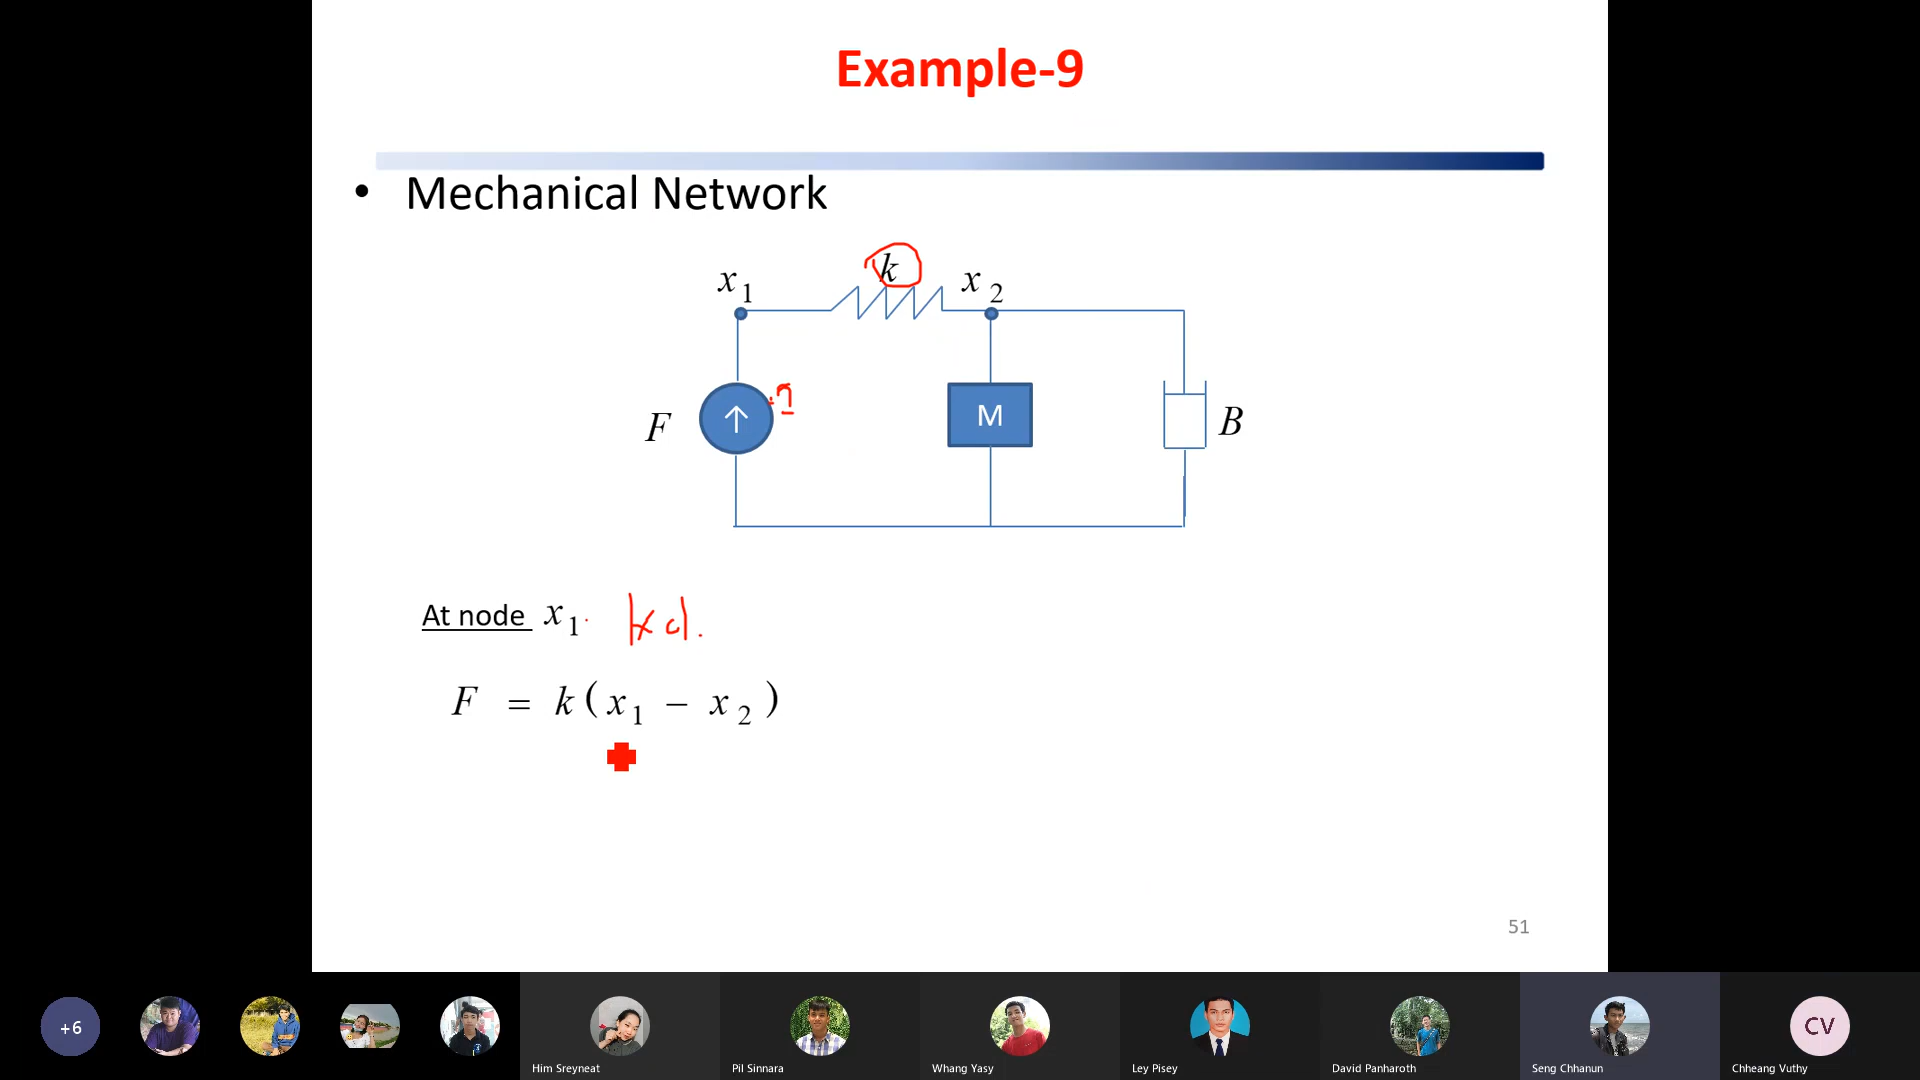 Example-9
• Mechanical Network
x1
k
x2
F
M
B
At node x1
kd.
F = k(x1 − x2)
51
+6
Him Sreyneat
Pil Sinnara
Whang Yasy
Ley Pisey
David Panharoth
Seng Chhanun
CV
Chheang Vuthy